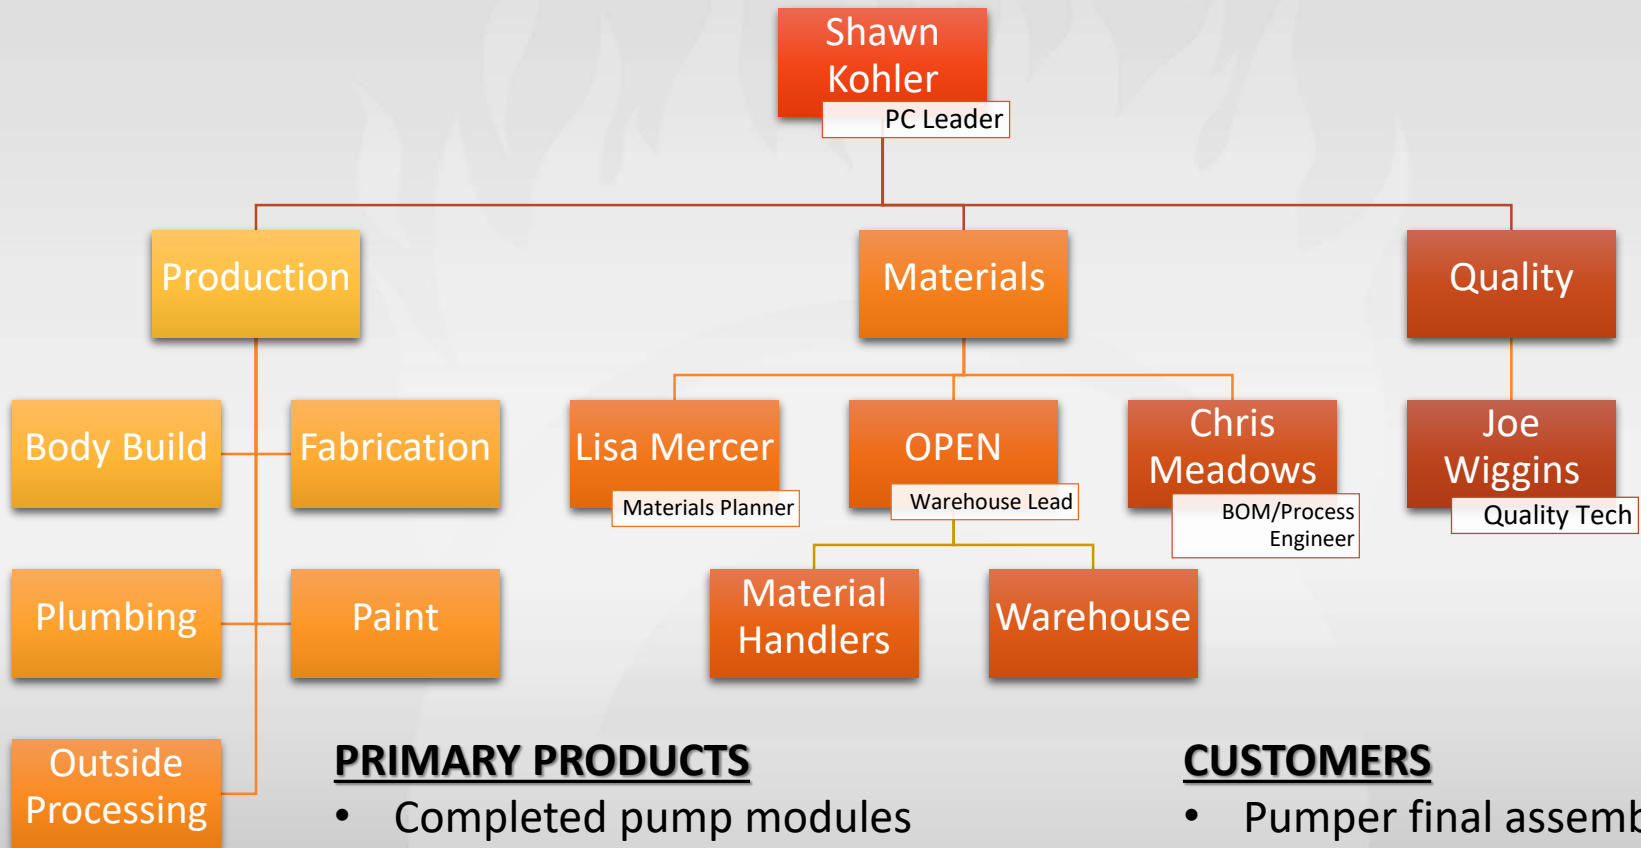 Shawn
Kohler
PC Leader
Production
Materials
Quality
Body Build
Fabrication
Lisa Mercer
Materials Planner
OPEN
Warehouse Lead
Chris
Meadows
BOM/Process
Engineer
Joe
Wiggins
Quality Tech
Plumbing
Paint
Material
Handlers
Warehouse
Outside
Processing
PRIMARY PRODUCTS
• Completed pump modules
CUSTOMERS
• Pumper final assemb